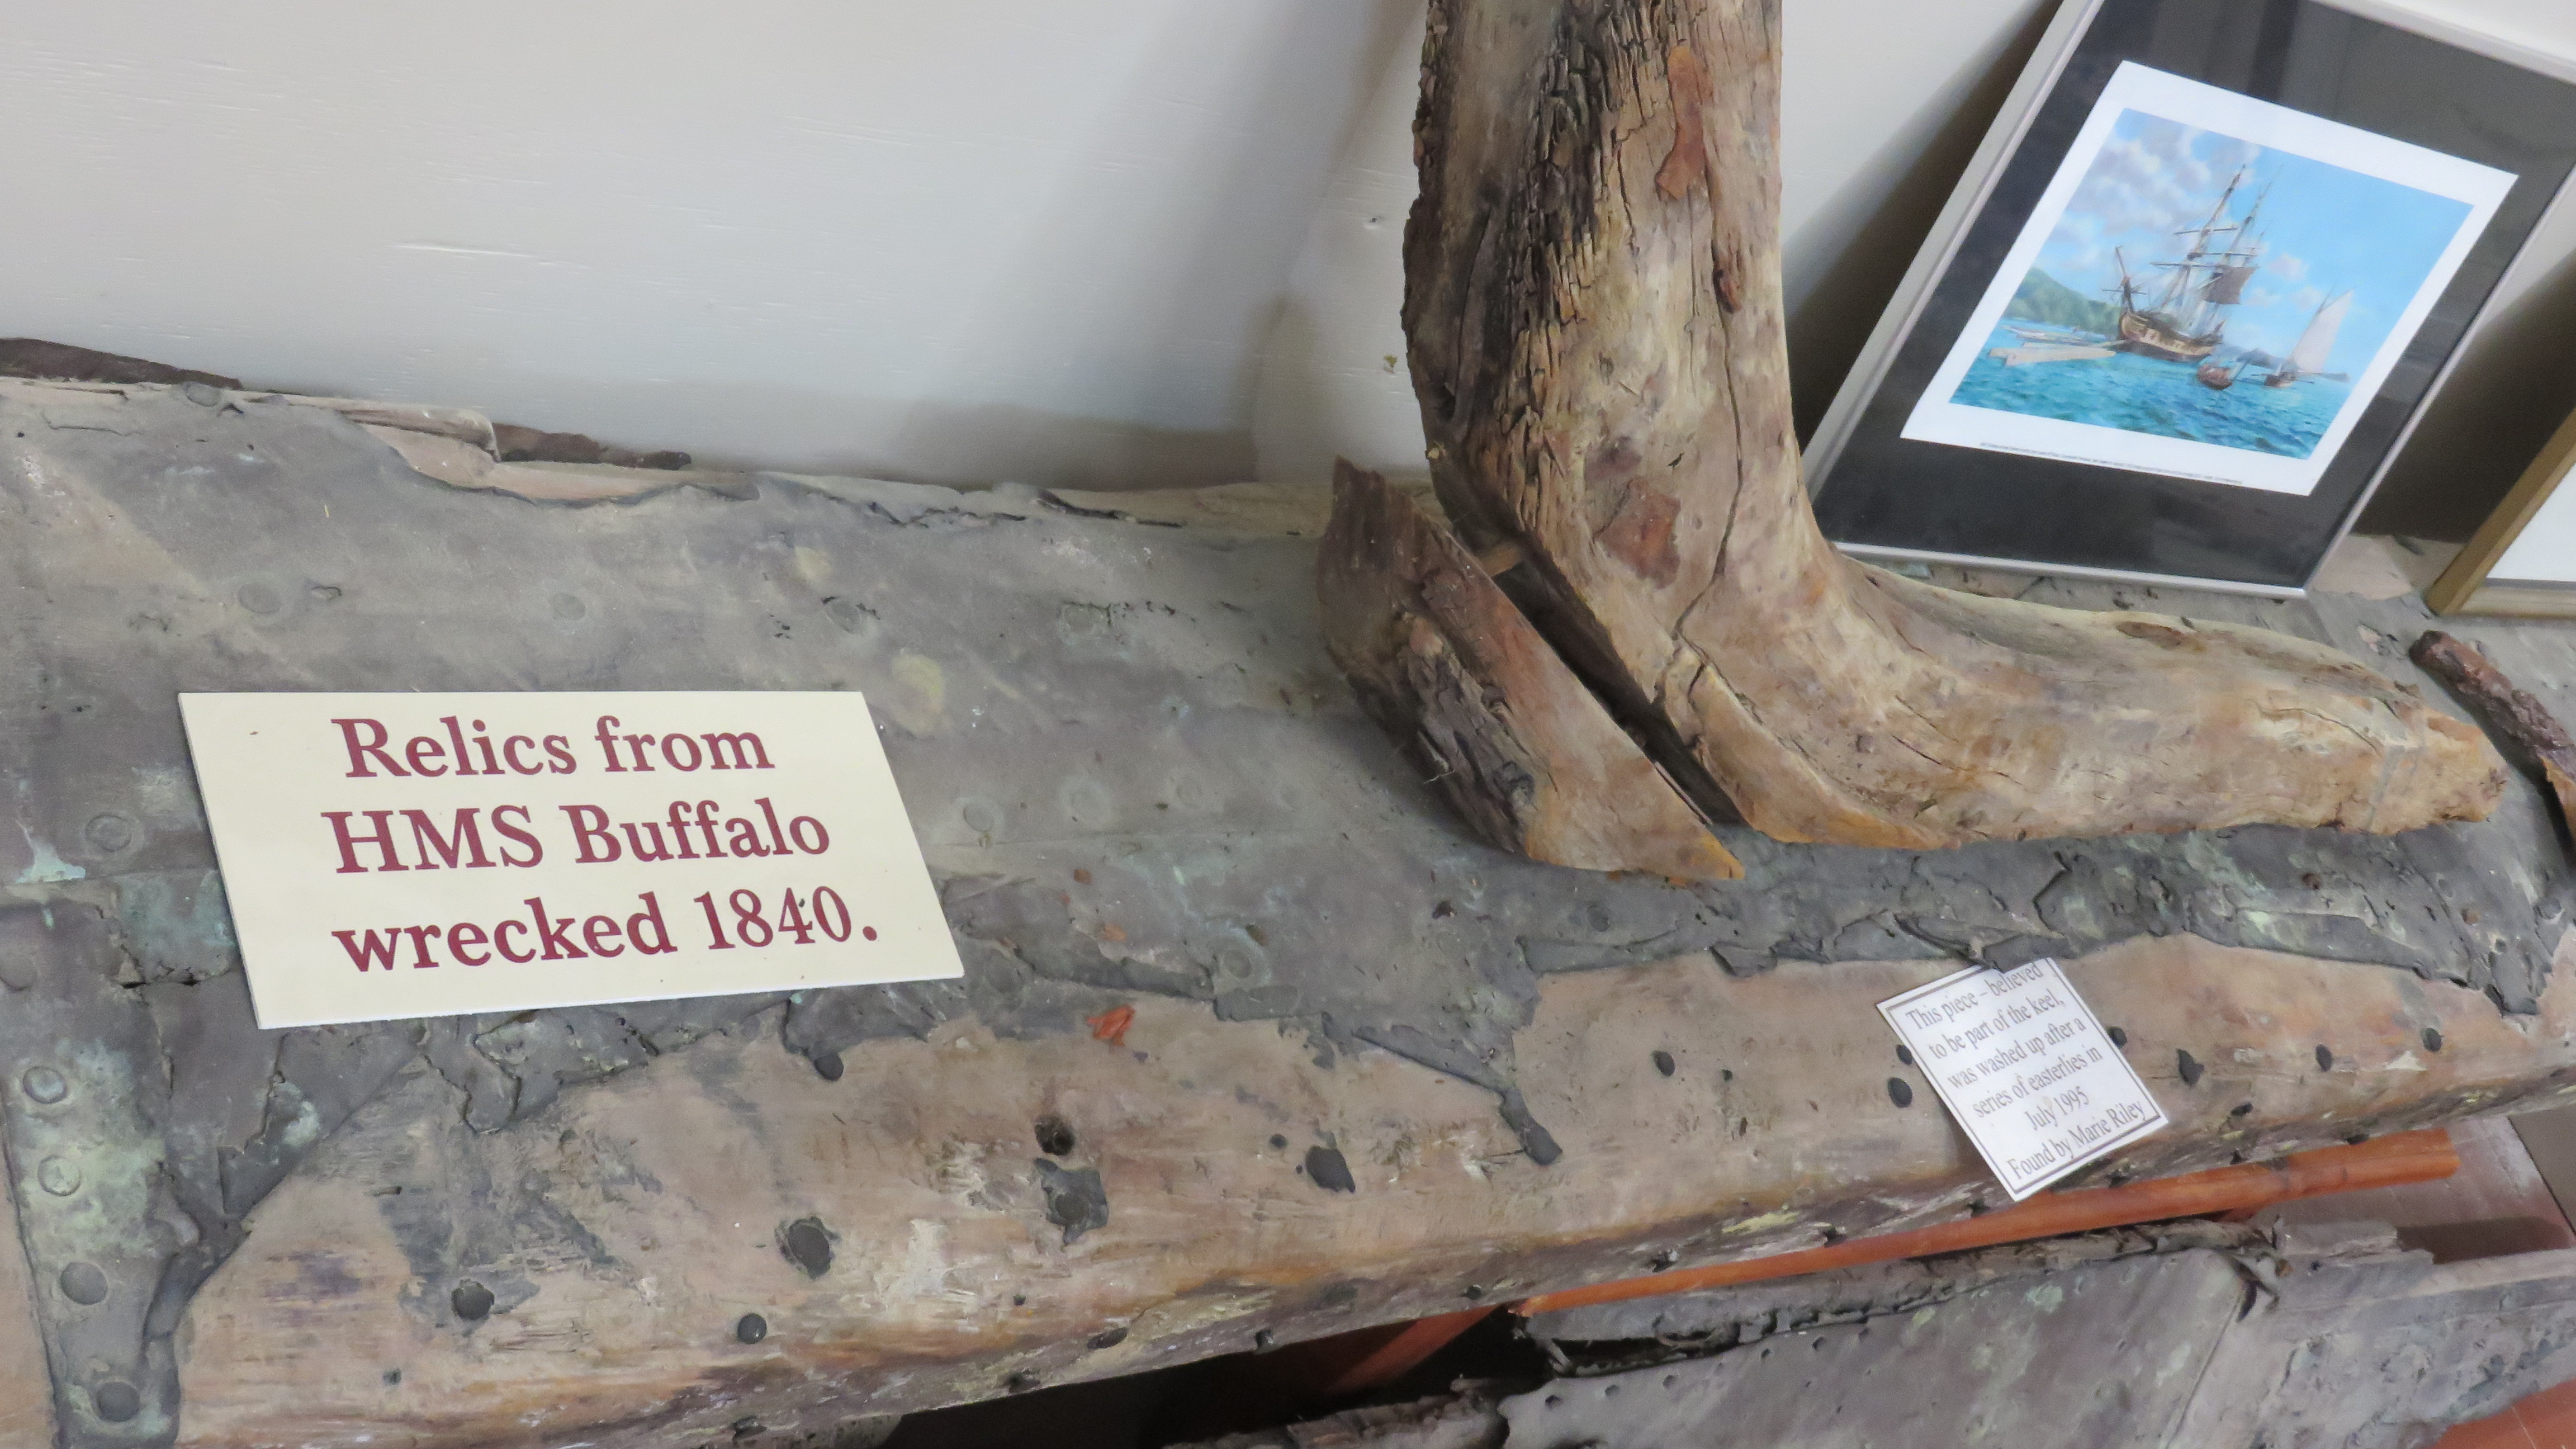 Relics from
HMS Buffalo
wrecked 1840.
This piece – believed
to be part of the keel,
was washed up after a
series of easterlies in
July 1995
Found by Marie Riley